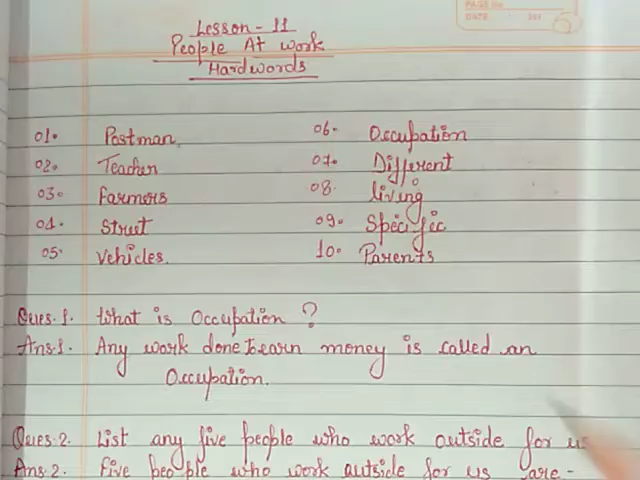 PAGE No
DATE
Lesson - 11
People At work
Hardwords
01. Postman.
02. Teacher
03. farmers
04. Street
05. vehicles.
06. Occupation
07. Different
08. living
09. Specific
10. Parents
Ques.1. What is Occupation ?
Ans.1. Any work done to earn money is called an
Occupation.
Ques.2. List any five people who work outside for us
Ans.2. five people who work outside for us are-